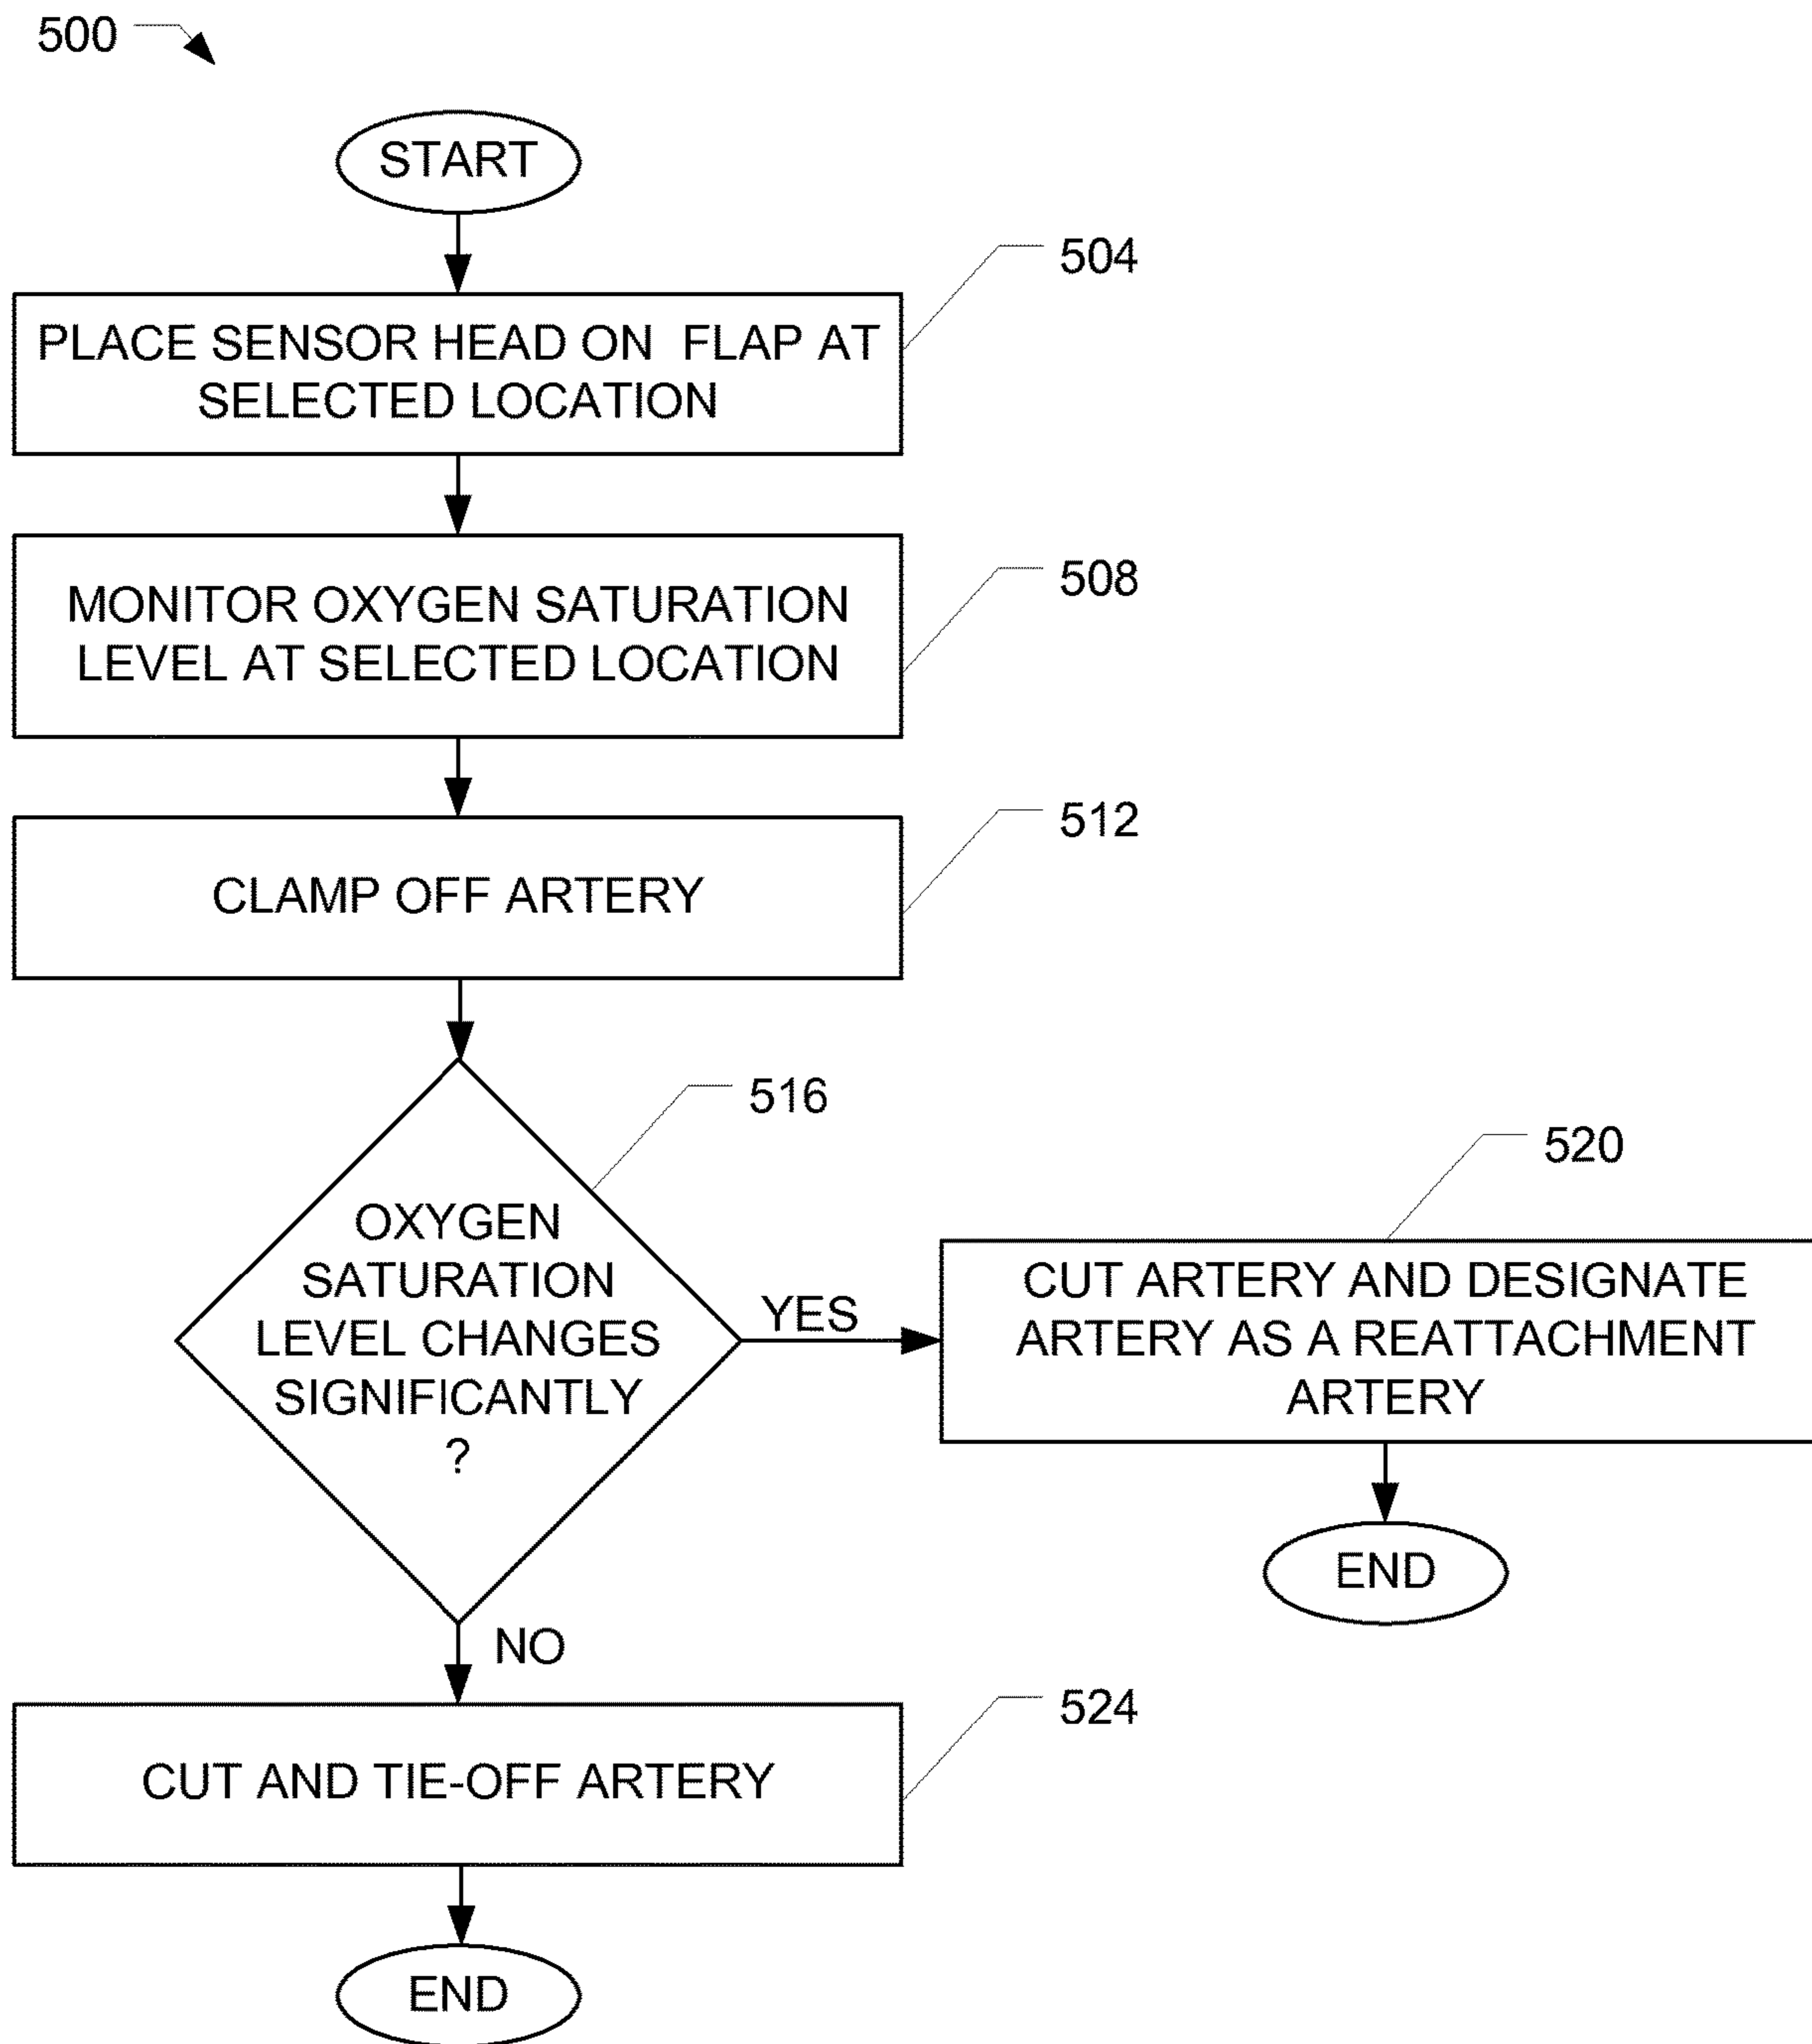 500
START
504
PLACE SENSOR HEAD ON FLAP AT
SELECTED LOCATION
508
MONITOR OXYGEN SATURATION
LEVEL AT SELECTED LOCATION
512
CLAMP OFF ARTERY
516
OXYGEN
SATURATION
LEVEL CHANGES
SIGNIFICANTLY
?
YES
520
CUT ARTERY AND DESIGNATE
ARTERY AS A REATTACHMENT
ARTERY
END
NO
524
CUT AND TIE-OFF ARTERY
END